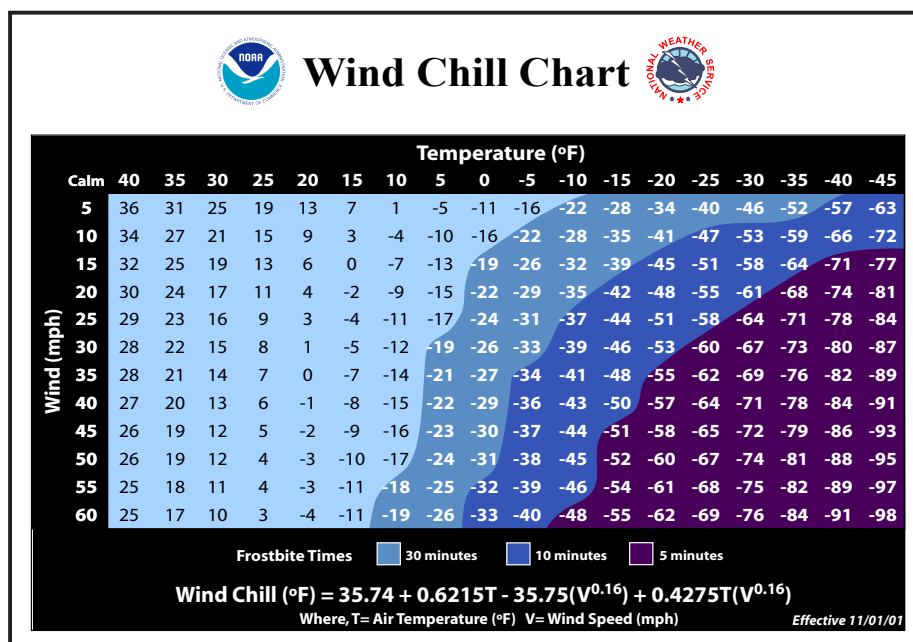 NATIONAL OCEANIC AND ATMOSPHERIC ADMINISTRATION
NOAA
U.S. DEPARTMENT OF COMMERCE
Wind Chill Chart
NATIONAL WEATHER SERVICE
Temperature (ºF)
Calm 40 35 30 25 20 15 10 5 0 -5 -10 -15 -20 -25 -30 -35 -40 -45
Wind (mph)
5 36 31 25 19 13 7 1 -5 -11 -16 -22 -28 -34 -40 -46 -52 -57 -63
10 34 27 21 15 9 3 -4 -10 -16 -22 -28 -35 -41 -47 -53 -59 -66 -72
15 32 25 19 13 6 0 -7 -13 -19 -26 -32 -39 -45 -51 -58 -64 -71 -77
20 30 24 17 11 4 -2 -9 -15 -22 -29 -35 -42 -48 -55 -61 -68 -74 -81
25 29 23 16 9 3 -4 -11 -17 -24 -31 -37 -44 -51 -58 -64 -71 -78 -84
30 28 22 15 8 1 -5 -12 -19 -26 -33 -39 -46 -53 -60 -67 -73 -80 -87
35 28 21 14 7 0 -7 -14 -21 -27 -34 -41 -48 -55 -62 -69 -76 -82 -89
40 27 20 13 6 -1 -8 -15 -22 -29 -36 -43 -50 -57 -64 -71 -78 -84 -91
45 26 19 12 5 -2 -9 -16 -23 -30 -37 -44 -51 -58 -65 -72 -79 -86 -93
50 26 19 12 4 -3 -10 -17 -24 -31 -38 -45 -52 -60 -67 -74 -81 -88 -95
55 25 18 11 4 -3 -11 -18 -25 -32 -39 -46 -54 -61 -68 -75 -82 -89 -97
60 25 17 10 3 -4 -11 -19 -26 -33 -40 -48 -55 -62 -69 -76 -84 -91 -98
Frostbite Times 30 minutes 10 minutes 5 minutes
Wind Chill (ºF) = 35.74 + 0.6215T - 35.75(V0.16) + 0.4275T(V0.16)
Where, T= Air Temperature (ºF) V= Wind Speed (mph)
Effective 11/01/01